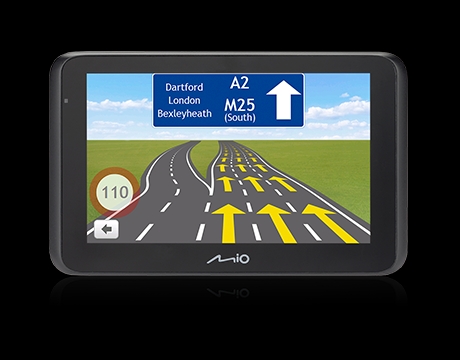 Dartford
London
Bexleyheath
A2
M25
(South)
110
Mio